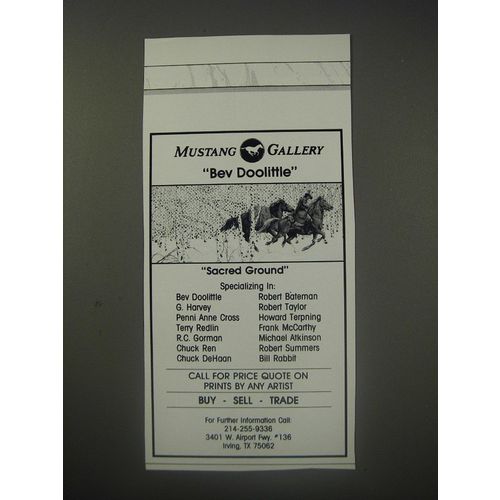 MUSTANG GALLERY
"Bev Doolittle"
"Sacred Ground"
Specializing In:
Bev Doolittle Robert Bateman
G. Harvey Robert Taylor
Penni Anne Cross Howard Terpning
Terry Redlin Frank McCarthy
R.C. Gorman Michael Atkinson
Chuck Ren Robert Summers
Chuck DeHaan Bill Rabbit
CALL FOR PRICE QUOTE ON
PRINTS BY ANY ARTIST
BUY - SELL - TRADE
For Further Information Call:
214-255-9336
3401 W. Airport Fwy. #136
Irving, TX 75062